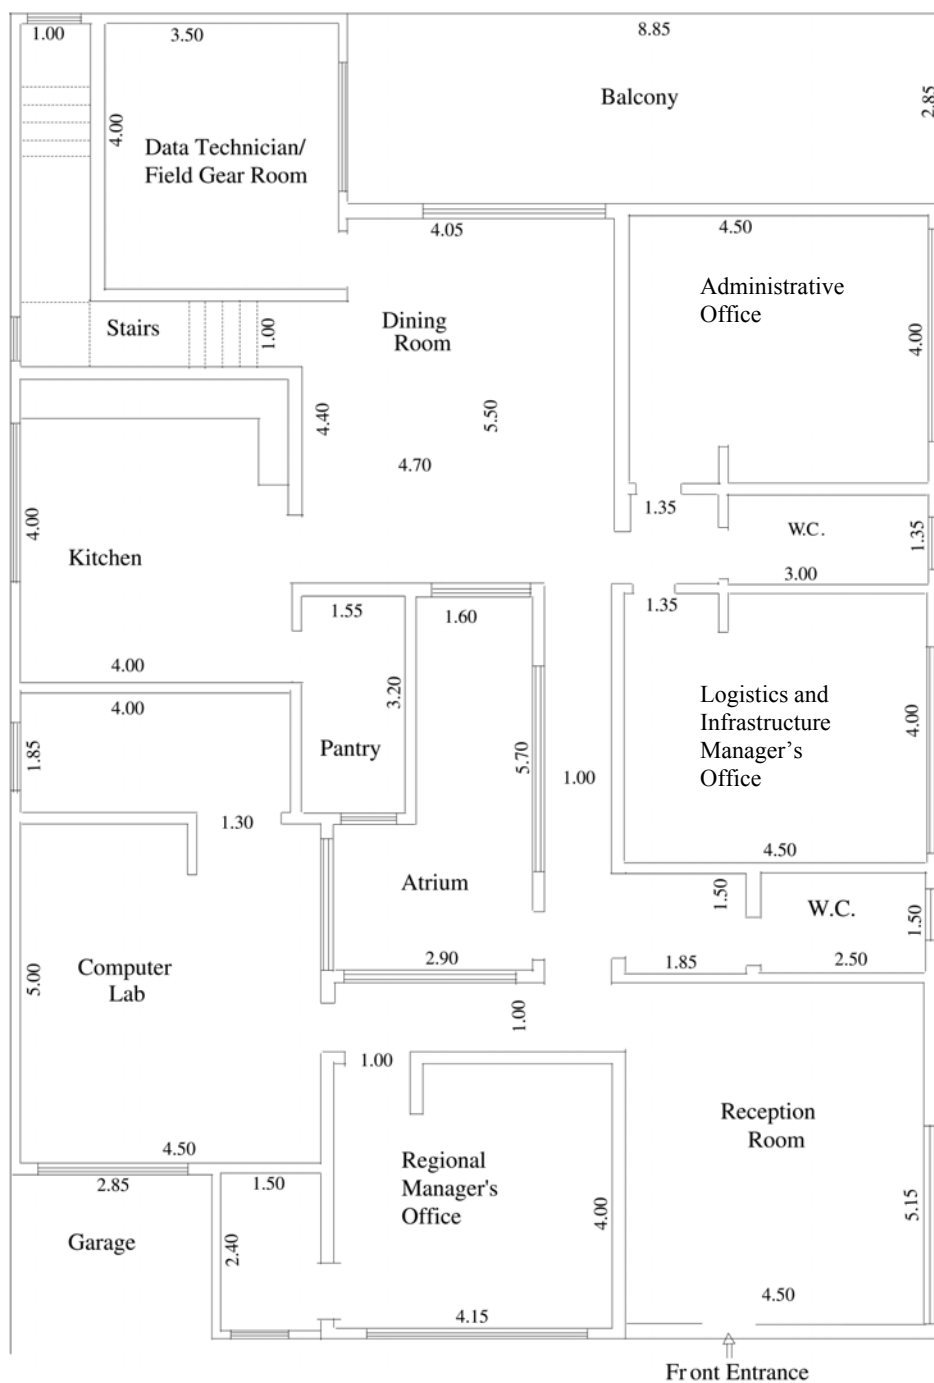 1.00
3.50
8.85
Balcony
2.85
4.00
Data Technician/
Field Gear Room
4.05
4.50
Administrative
Office
4.00
Stairs
1.00
Dining
Room
4.40
5.50
4.70
4.00
Kitchen
1.35
W.C.
1.35
3.00
1.55
1.60
1.35
4.00
3.20
4.00
1.85
Pantry
5.70
1.00
Logistics and
Infrastructure
Manager's
Office
4.00
1.30
4.50
Atrium
1.50
W.C.
1.50
5.00
Computer
Lab
2.90
1.85
2.50
1.00
1.00
Reception
Room
4.50
2.85
1.50
Regional
Manager's
Office
4.00
5.15
Garage
2.40
4.15
4.50
Front Entrance